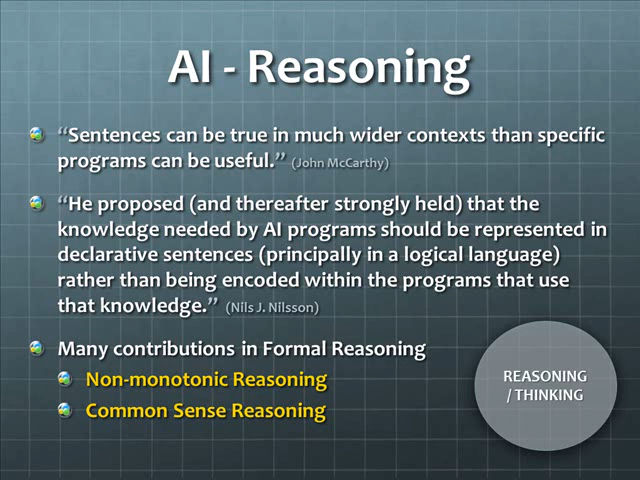 AI - Reasoning
“Sentences can be true in much wider contexts than specific
programs can be useful.” (John McCarthy)
“He proposed (and thereafter strongly held) that the
knowledge needed by AI programs should be represented in
declarative sentences (principally in a logical language)
rather than being encoded within the programs that use
that knowledge.” (Nils J. Nilsson)
Many contributions in Formal Reasoning
Non-monotonic Reasoning
Common Sense Reasoning
REASONING
/ THINKING